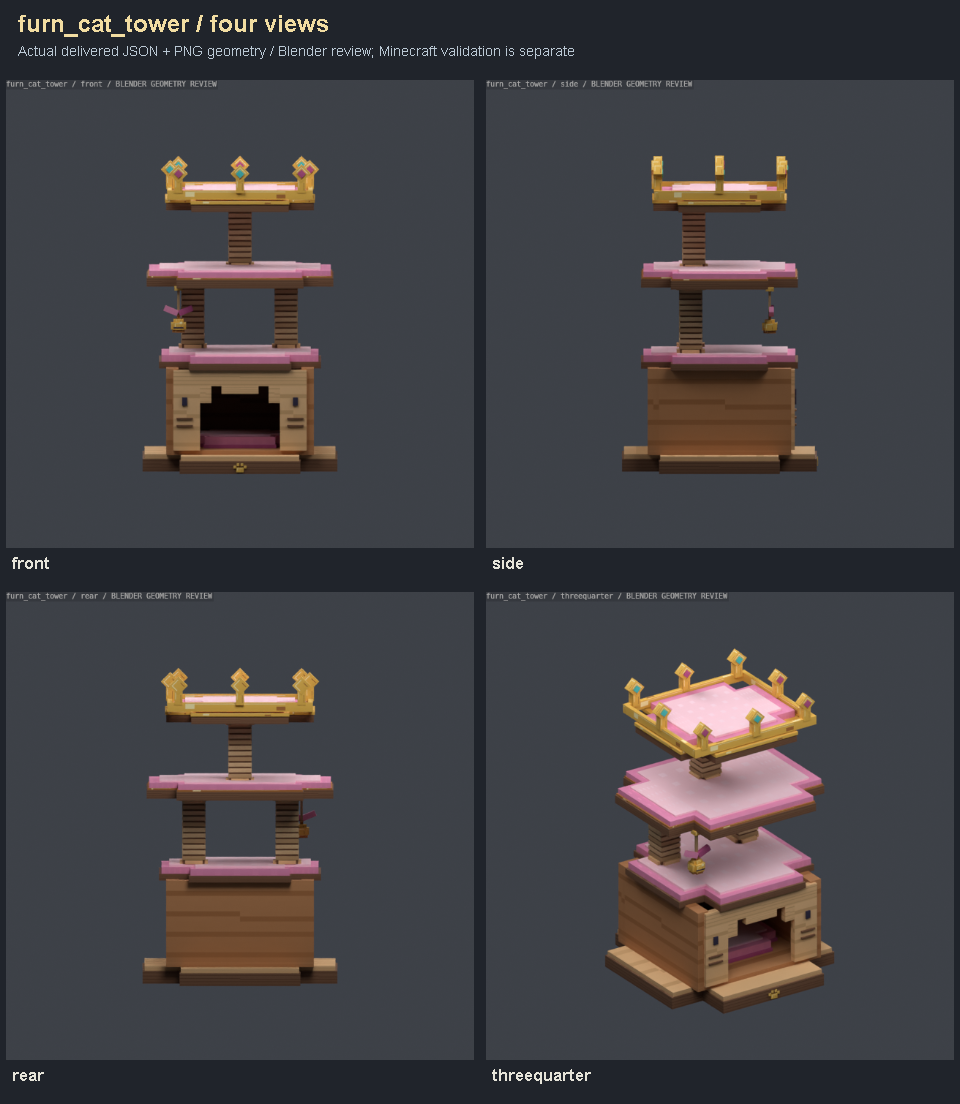 furn_cat_tower / four views
Actual delivered JSON + PNG geometry / Blender review; Minecraft validation is separate
furn_cat_tower / front / BLENDER GEOMETRY REVIEW
furn_cat_tower / side / BLENDER GEOMETRY REVIEW
front
side
furn_cat_tower / rear / BLENDER GEOMETRY REVIEW
furn_cat_tower / threequarter / BLENDER GEOMETRY REVIEW
rear
threequarter